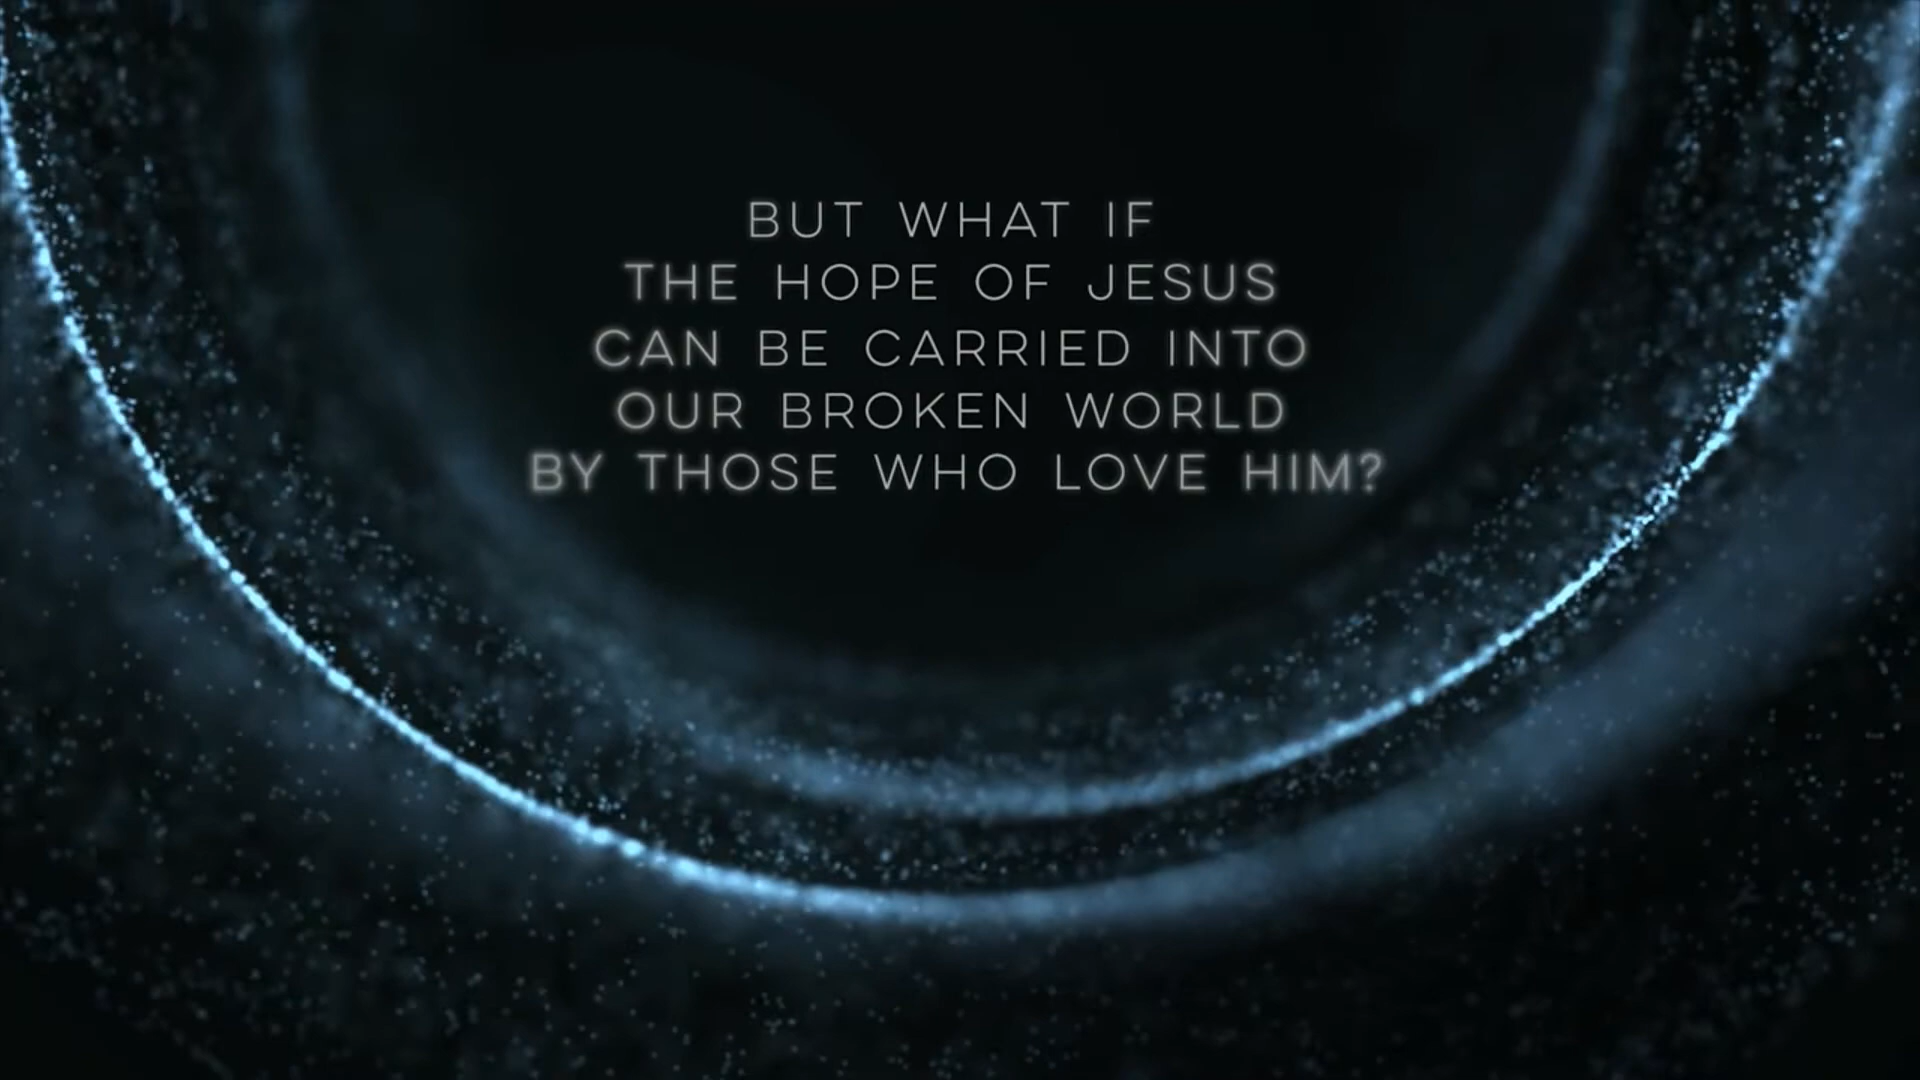 BUT WHAT IF
THE HOPE OF JESUS
CAN BE CARRIED INTO
OUR BROKEN WORLD
BY THOSE WHO LOVE HIM?